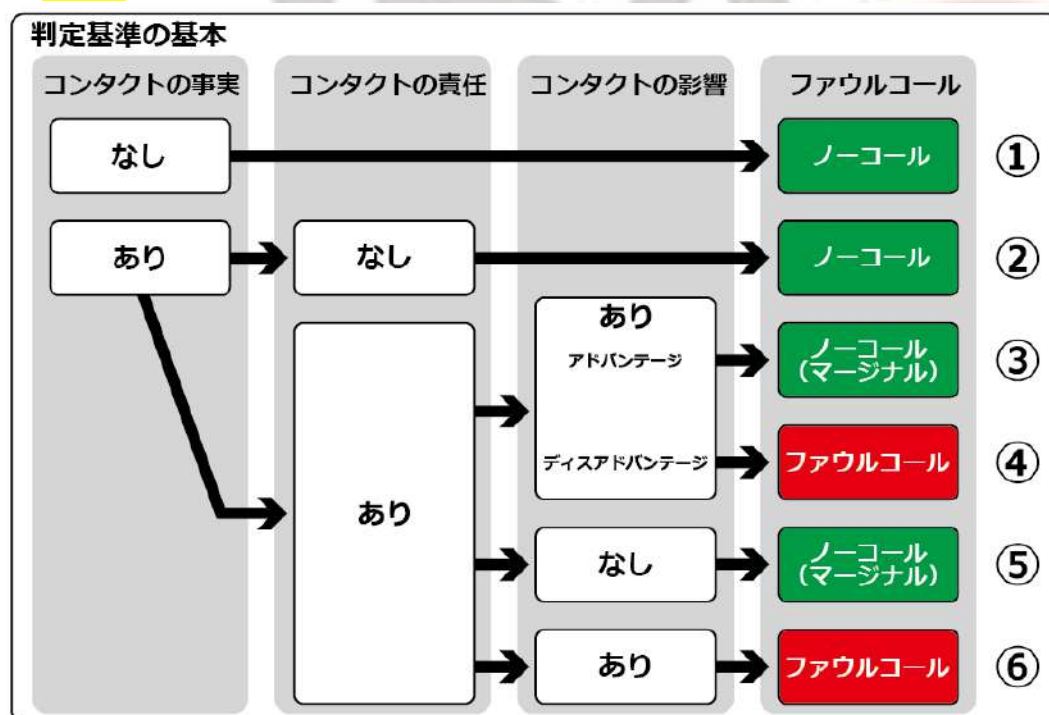 判定基準の基本
コンタクトの事実
コンタクトの責任
コンタクトの影響
ファウルコール
なし
ノーコール
①
あり
なし
ノーコール
②
あり
あり
アドバンテージ
ノーコール
(マージナル)
③
ディスアドバンテージ
ファウルコール
④
なし
ノーコール
(マージナル)
⑤
あり
ファウルコール
⑥